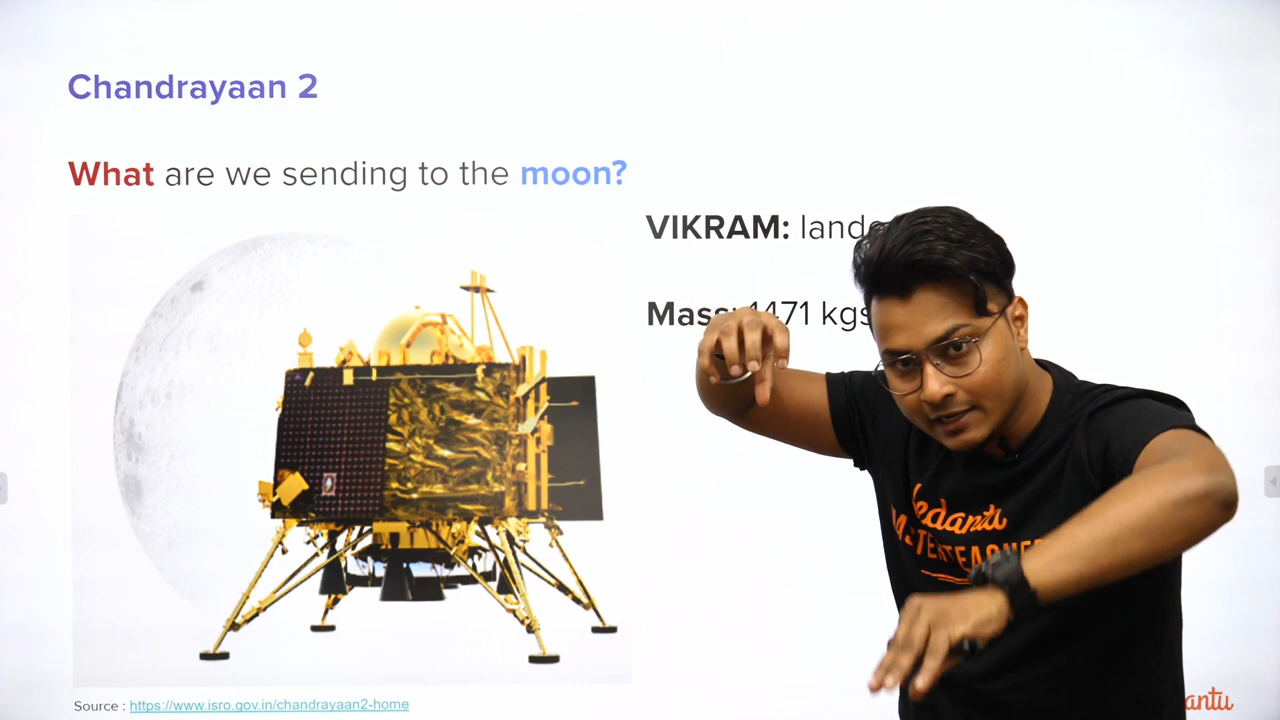 Chandrayaan 2
What are we sending to the moon?
VIKRAM:
Mass: 1471 kgs
Source : https://www.isro.gov.in/chandrayaan2-home